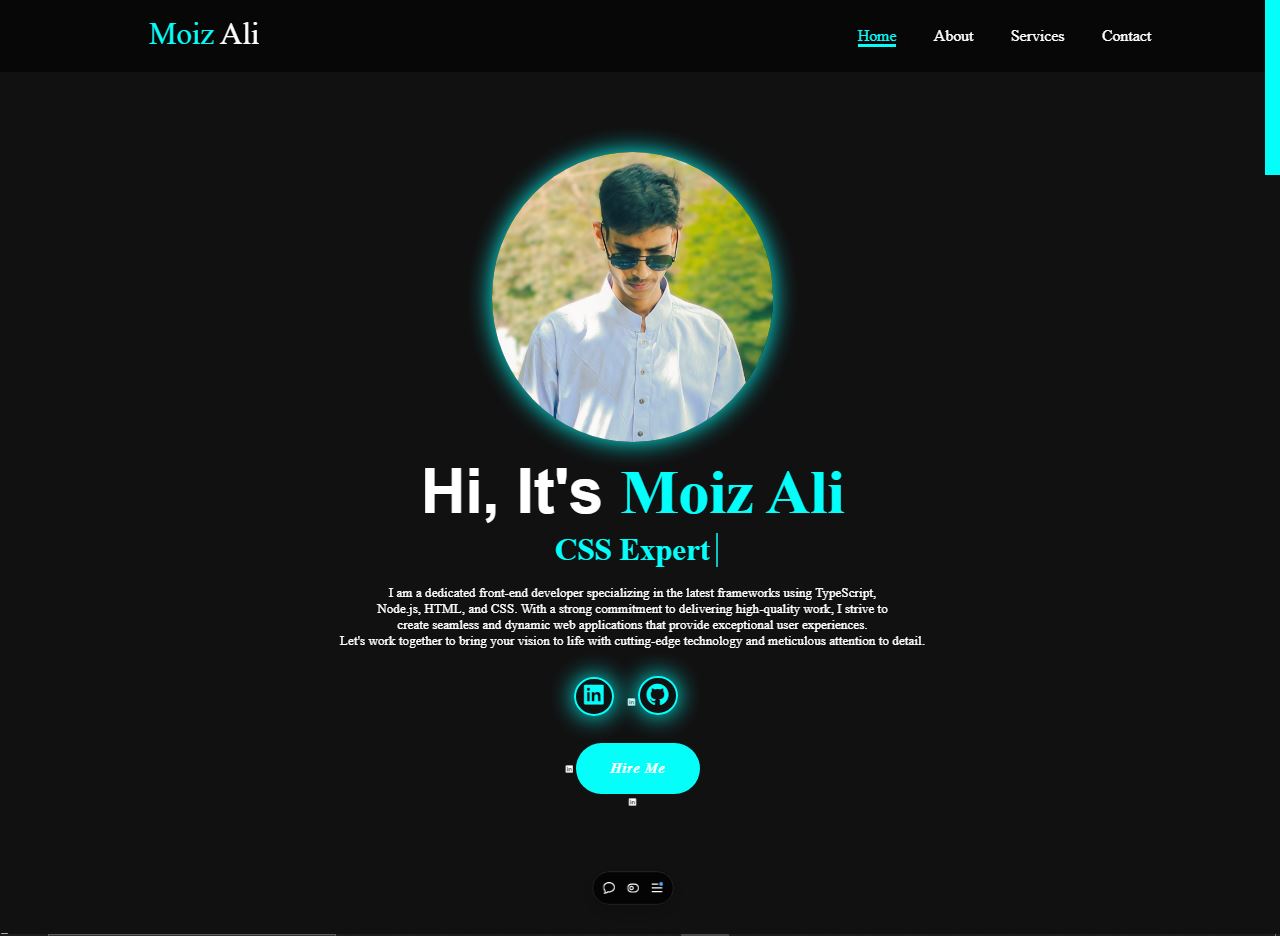 Moiz Ali
Home About Services Contact
Hi, It's Moiz Ali
CSS Expert
I am a dedicated front-end developer specializing in the latest frameworks using TypeScript,
Node.js, HTML, and CSS. With a strong commitment to delivering high-quality work, I strive to
create seamless and dynamic web applications that provide exceptional user experiences.
Let's work together to bring your vision to life with cutting-edge technology and meticulous attention to detail.
Hire Me